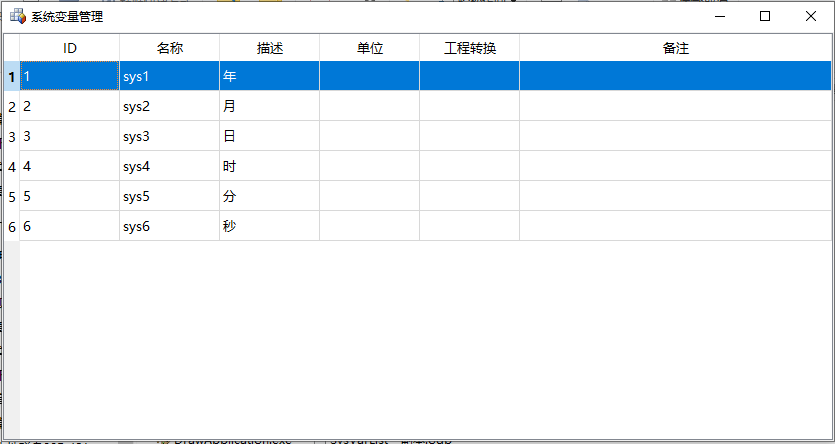 系统变量管理
ID 名称 描述 单位 工程转换 备注
1 1 sys1 年
2 2 sys2 月
3 3 sys3 日
4 4 sys4 时
5 5 sys5 分
6 6 sys6 秒